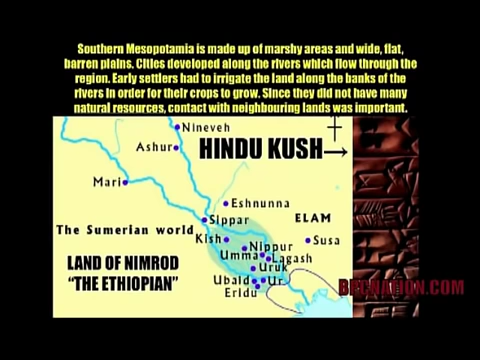 Southern Mesopotamia is made up of marshy areas and wide, flat,
barren plains. Cities developed along the rivers which flow through the
region. Early settlers had to irrigate the land along the banks of the
rivers in order for their crops to grow. Since they did not have many
natural resources, contact with neighbouring lands was important.
Nineveh
Ashur
HINDU KUSH
Mari
Eshnunna
Sippar
ELAM
The Sumerian world
Kish
Susa
Nippur
Umma
Lagash
LAND OF NIMROD
Uruk
"THE ETHIOPIAN"
Ubaid
Ur
Eridu